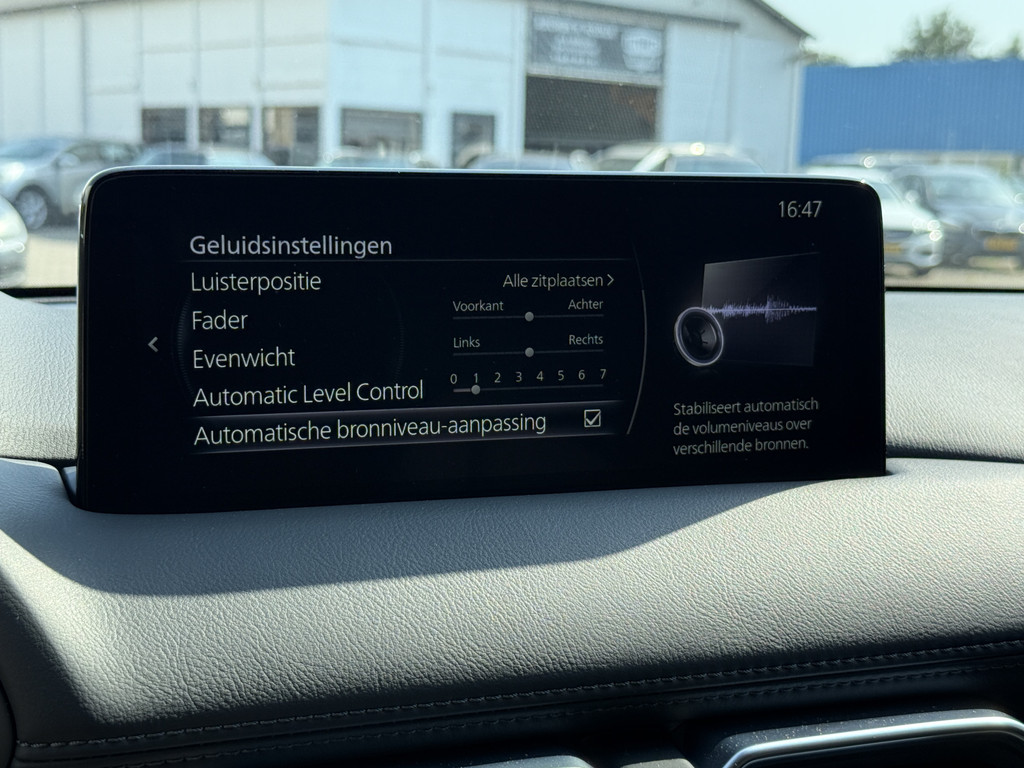 16:47
Geluidsinstellingen
Luisterpositie Alle zitplaatsen >
Fader Voorkant Achter
Evenwicht Links Rechts
Automatic Level Control 0 1 2 3 4 5 6 7
Automatische bronniveau-aanpassing
Stabiliseert automatisch
de volumeniveaus over
verschillende bronnen.